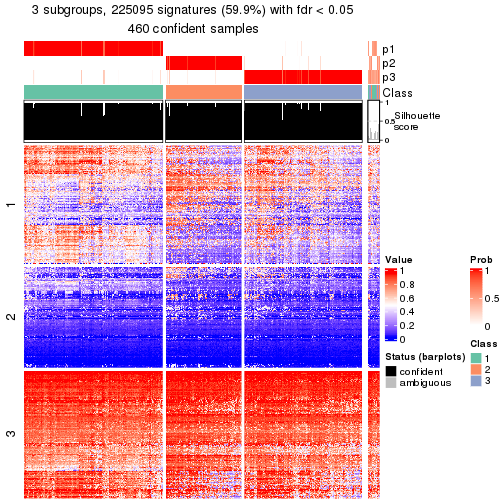 3 subgroups, 225095 signatures (59.9%) with fdr < 0.05
460 confident samples
p1
p2
p3
Class
1
0.5
0
Silhouette
score
1
2
3
Value
1
0.8
0.6
0.4
0.2
0
Status (barplots)
confident
ambiguous
Prob
1
0.5
0
Class
1
2
3